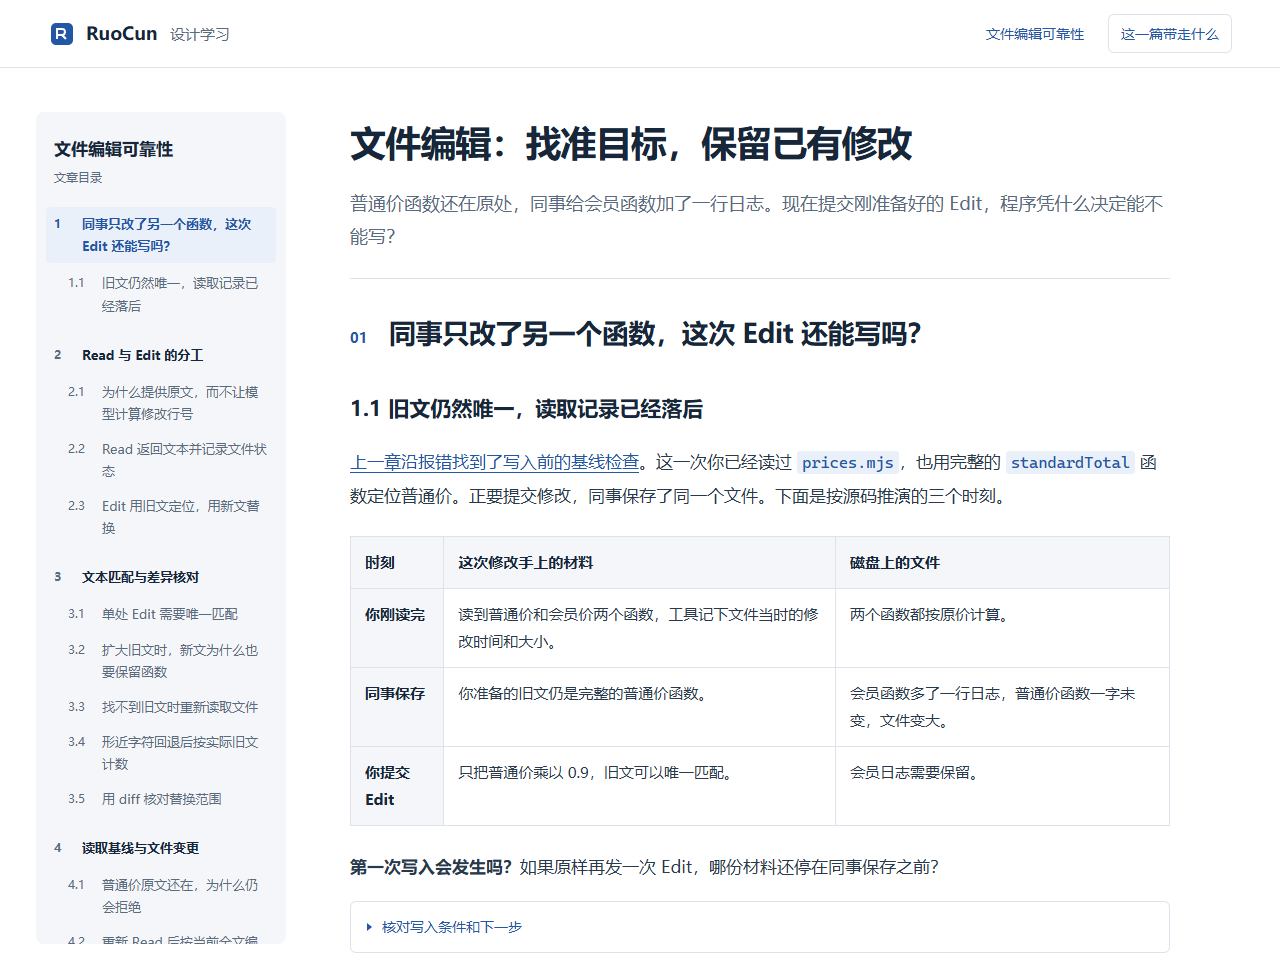 R RuoCun 设计学习
文件编辑可靠性
这一篇带走什么
文件编辑可靠性
文章目录
1 同事只改了另一个函数，这次
Edit 还能写吗？
1.1 旧文仍然唯一，读取记录已
经落后
2 Read 与 Edit 的分工
2.1 为什么提供原文，而不让模
型计算修改行号
2.2 Read 返回文本并记录文件状
态
2.3 Edit 用旧文定位，用新文替
换
3 文本匹配与差异核对
3.1 单处 Edit 需要唯一匹配
3.2 扩大旧文时，新文为什么也
要保留函数
3.3 找不到旧文时重新读取文件
3.4 形近字符回退后按实际旧文
计数
3.5 用 diff 核对替换范围
4 读取基线与文件变更
4.1 普通价原文还在，为什么仍
会拒绝
4.2 重新 Read 后按当前全文编
文件编辑：找准目标，保留已有修改
普通价函数还在原处，同事给会员函数加了一行日志。现在提交刚准备好的 Edit，程序凭什么决定能不
能写？
01 同事只改了另一个函数，这次 Edit 还能写吗？
1.1 旧文仍然唯一，读取记录已经落后
上一章沿报错找到了写入前的基线检查。这一次你已经读过 prices.mjs，也用完整的 standardTotal 函
数定位普通价。正要提交修改，同事保存了同一个文件。下面是按源码推演的三个时刻。
时刻 这次修改手上的材料 磁盘上的文件
你刚读完 读到普通价和会员价两个函数，工具记下文件当时的修 两个函数都按原价计算。
改时间和大小。
同事保存 你准备的旧文仍是完整的普通价函数。 会员函数多了一行日志，普通价函数一字未
变，文件变大。
你提交 只把普通价乘以 0.9，旧文可以唯一匹配。 会员日志需要保留。
Edit
第一次写入会发生吗？如果原样再发一次 Edit，哪份材料还停在同事保存之前？
核对写入条件和下一步